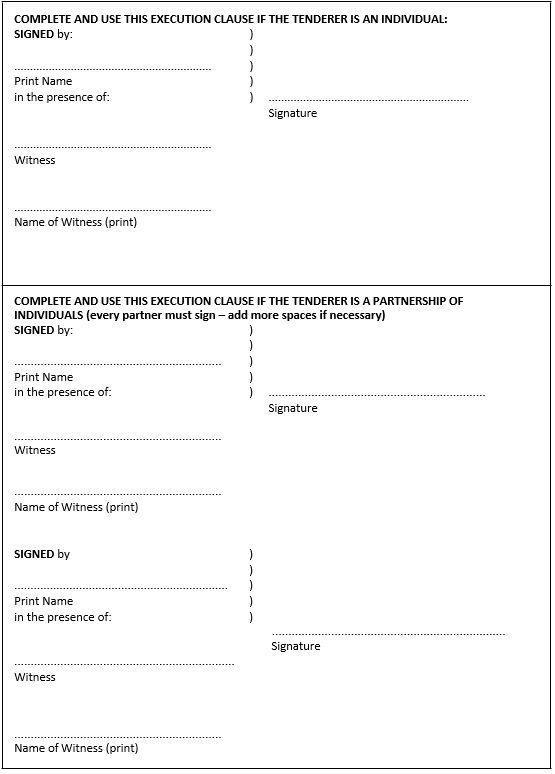 COMPLETE AND USE THIS EXECUTION CLAUSE IF THE TENDERER IS AN INDIVIDUAL:
SIGNED by: )
)
............................................................... )
Print Name )
in the presence of: ) .............................................................
Signature
...............................................................
Witness
...............................................................
Name of Witness (print)
COMPLETE AND USE THIS EXECUTION CLAUSE IF THE TENDERER IS A PARTNERSHIP OF
INDIVIDUALS (every partner must sign – add more spaces if necessary)
SIGNED by: )
)
.................................................................. )
Print Name )
in the presence of: ) ..................................................................
Signature
..................................................................
Witness
..................................................................
Name of Witness (print)
SIGNED by )
)
.................................................................... )
Print Name )
in the presence of: )
.......................................................................
Signature
......................................................................
Witness
..................................................................
Name of Witness (print)